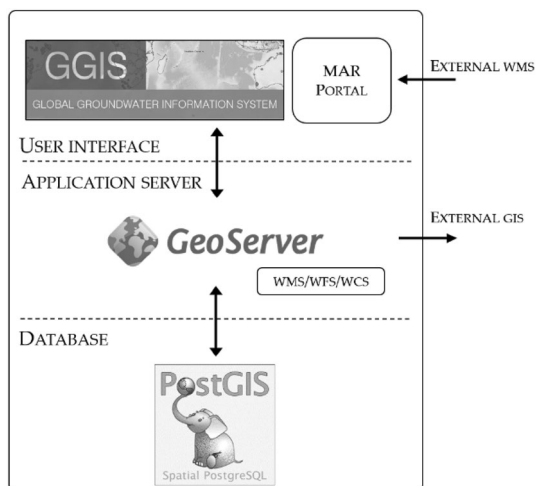 GGIS
GLOBAL GROUNDWATER INFORMATION SYSTEM
MAR
PORTAL
EXTERNAL WMS
USER INTERFACE
APPLICATION SERVER
GeoServer
EXTERNAL GIS
WMS/WFS/WCS
DATABASE
PostGIS
Spatial PostgreSQL